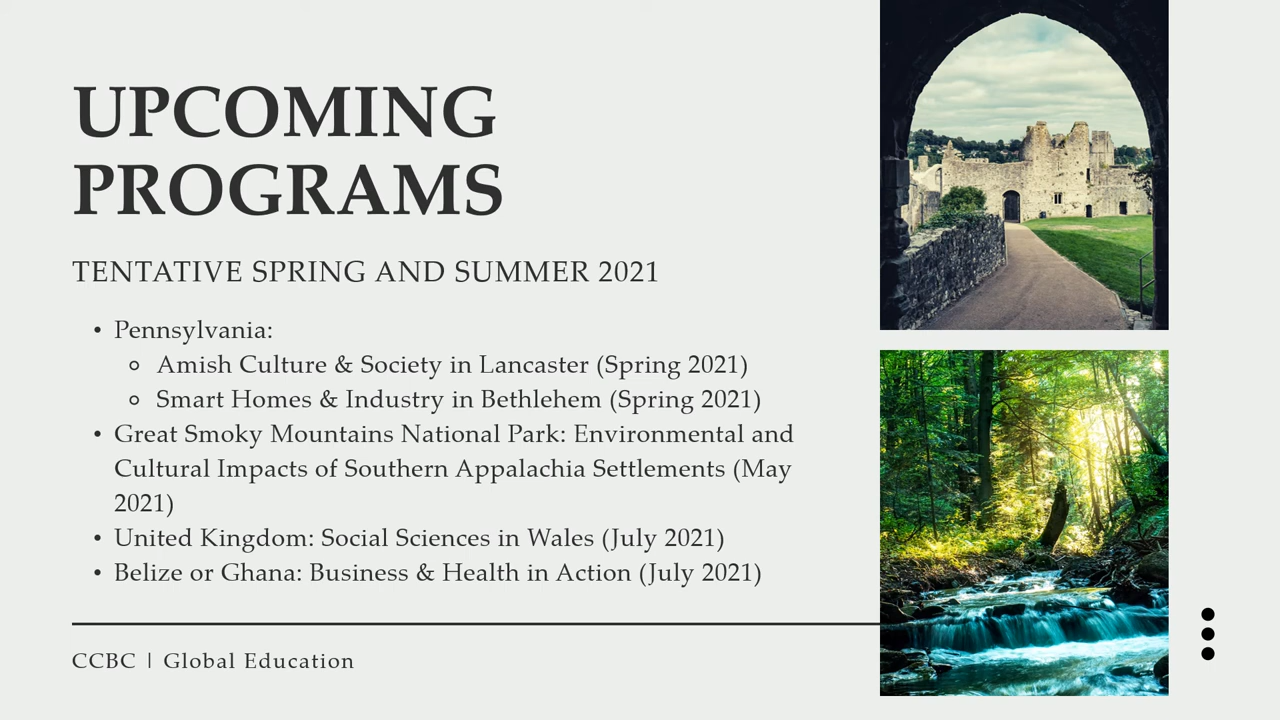 UPCOMING
PROGRAMS
TENTATIVE SPRING AND SUMMER 2021
• Pennsylvania:
○ Amish Culture & Society in Lancaster (Spring 2021)
○ Smart Homes & Industry in Bethlehem (Spring 2021)
• Great Smoky Mountains National Park: Environmental and
Cultural Impacts of Southern Appalachia Settlements (May
2021)
• United Kingdom: Social Sciences in Wales (July 2021)
• Belize or Ghana: Business & Health in Action (July 2021)
CCBC | Global Education